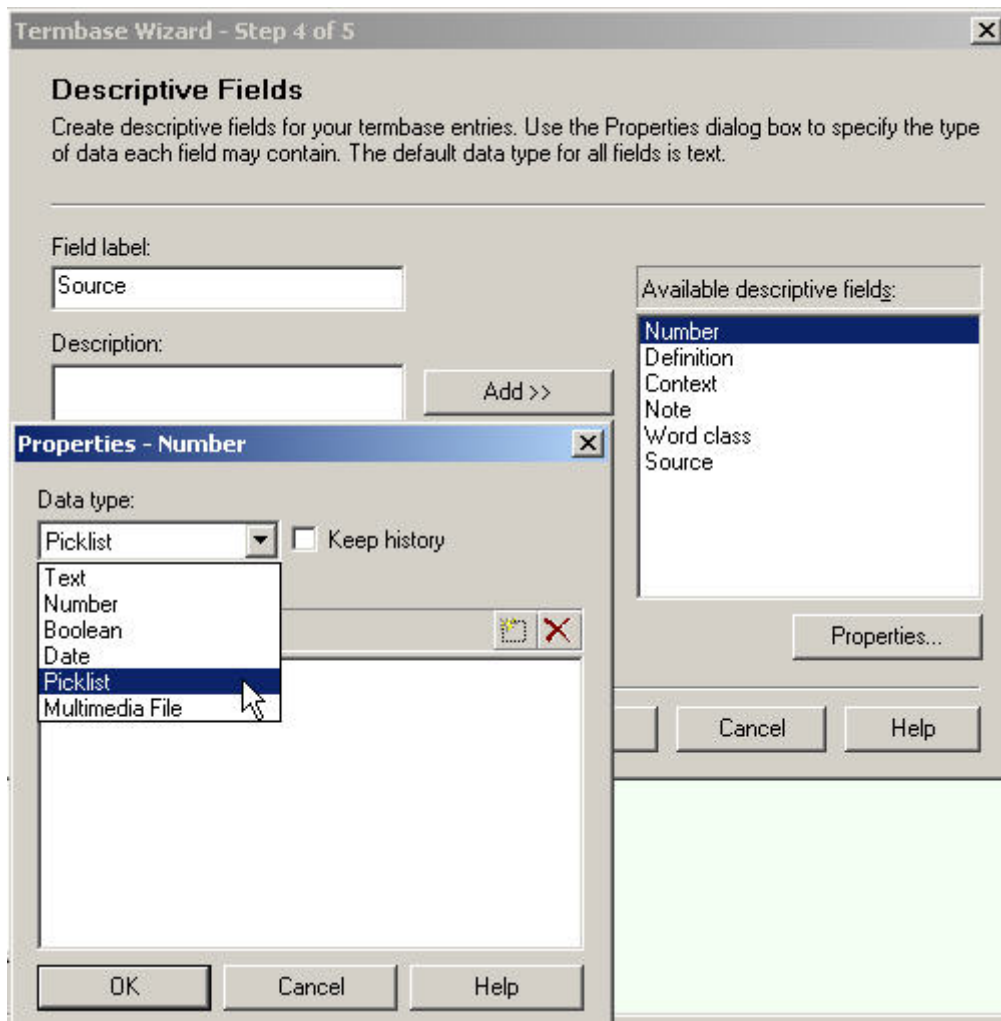 Termbase Wizard - Step 4 of 5
Descriptive Fields
Create descriptive fields for your termbase entries. Use the Properties dialog box to specify the type
of data each field may contain. The default data type for all fields is text.
Field label:
Source
Description:
Add >>
Available descriptive fields:
Number
Definition
Context
Note
Word class
Source
Properties...
Cancel
Help
Properties - Number
Data type:
Picklist
Keep history
Text
Number
Boolean
Date
Picklist
Multimedia File
OK
Cancel
Help